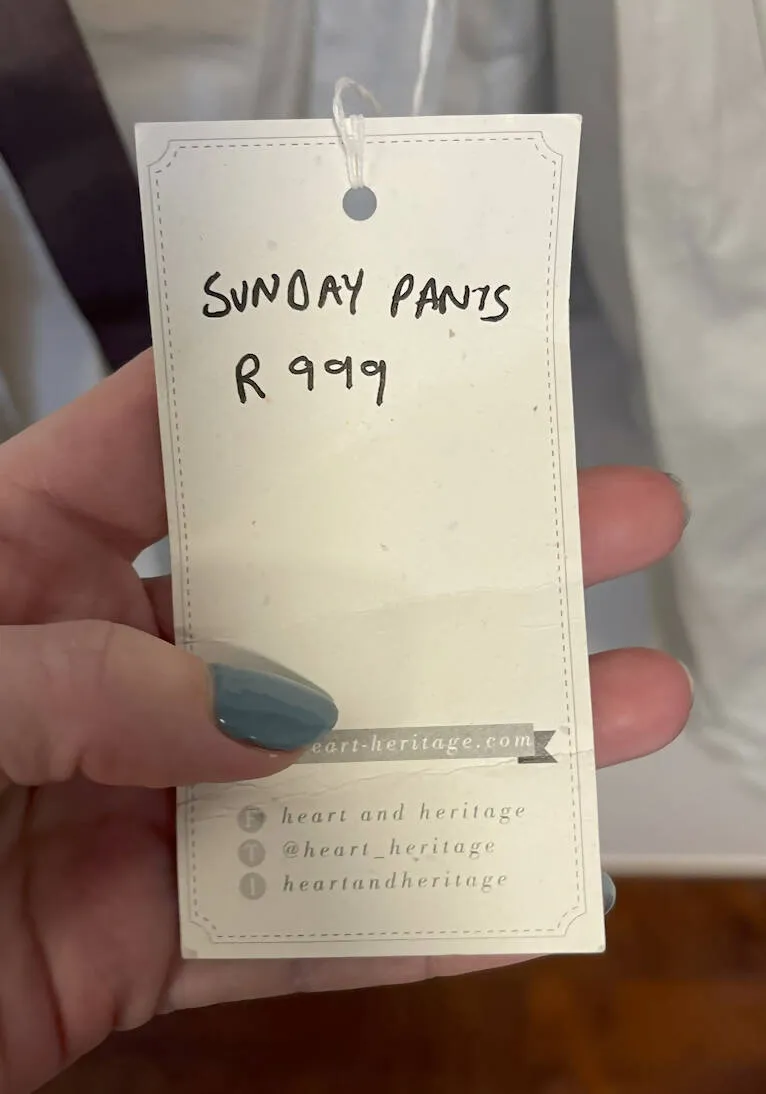 SUNDAY PANTS
R 999
eart-heritage.com
F heart and heritage
T @heart_heritage
I heartandheritage